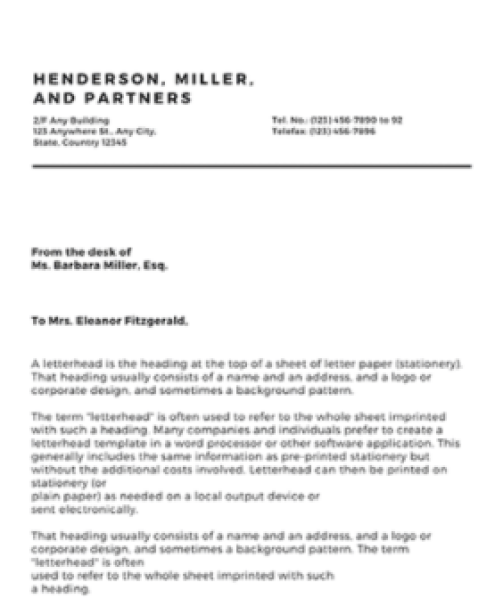 HENDERSON, MILLER,
AND PARTNERS
2/F Any Building
123 Anywhere St., Any City,
State, Country 12345
Tel. No.: (123) 456 7890 to 92
Telefax: (123) 456 7896
From the desk of
Ms. Barbara Miller, Esq.
To Mrs. Eleanor Fitzgerald,
A letterhead is the heading at the top of a sheet of letter paper (stationery).
That heading usually consists of a name and an address, and a logo or
corporate design, and sometimes a background pattern.
The term "letterhead" is often used to refer to the whole sheet imprinted
with such a heading. Many companies and individuals prefer to create a
letterhead template in a word processor or other software application. This
generally includes the same information as pre-printed stationery but
without the additional costs involved. Letterhead can then be printed on
stationery (or
plain paper) as needed on a local output device or
sent electronically.
That heading usually consists of a name and an address, and a logo or
corporate design, and sometimes a background pattern. The term
"letterhead" is often
used to refer to the whole sheet imprinted with such
a heading.